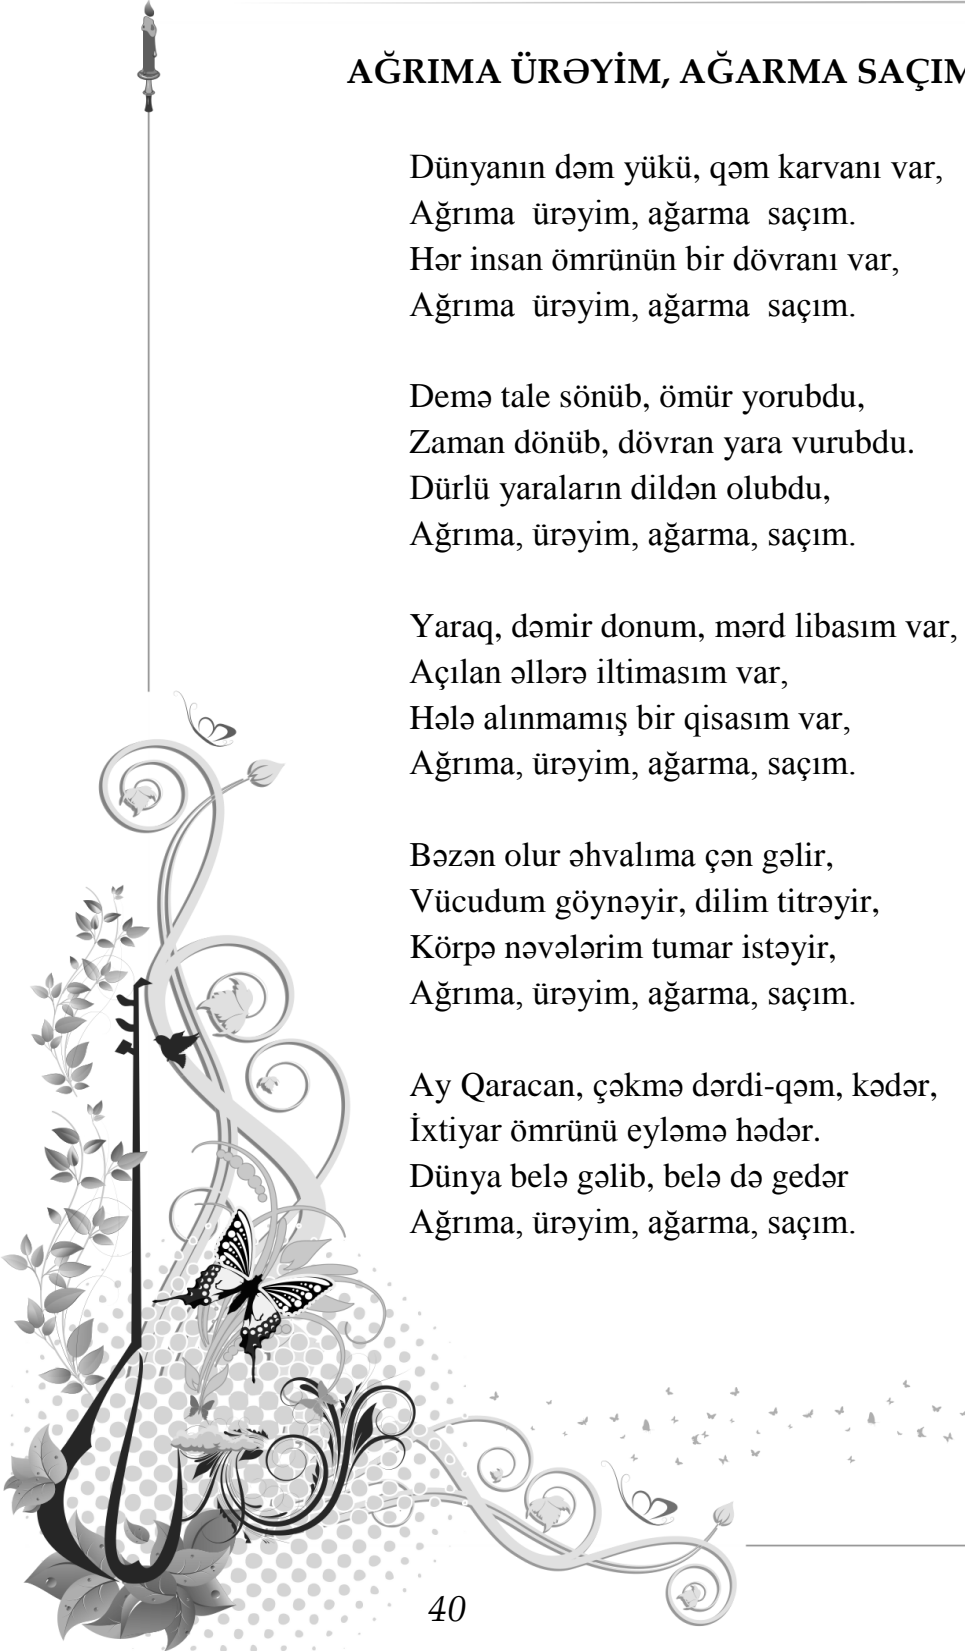 AĞRIMA ÜRƏYİM, AĞARMA SAÇIM
Dünyanın dəm yükü, qəm karvanı var,
Ağrıma ürəyim, ağarma saçım.
Hər insan ömrünün bir dövranı var,
Ağrıma ürəyim, ağarma saçım.
Demə tale sönüb, ömür yorubdu,
Zaman dönüb, dövran yara vurubdu.
Dürlü yaraların dildən olubdu,
Ağrıma, ürəyim, ağarma, saçım.
Yaraq, dəmir donum, mərd libasım var,
Açılan əllərə iltimasım var,
Hələ alınmamış bir qisasım var,
Ağrıma, ürəyim, ağarma, saçım.
Bəzən olur əhvalıma çən gəlir,
Vücudum göynəyir, dilim titrəyir,
Körpə nəvələrim tumar istəyir,
Ağrıma, ürəyim, ağarma, saçım.
Ay Qaracan, çəkmə dərdi-qəm, kədər,
İxtiyar ömrünü eyləmə hədər.
Dünya belə gəlib, belə də gedər
Ağrıma, ürəyim, ağarma, saçım.
40